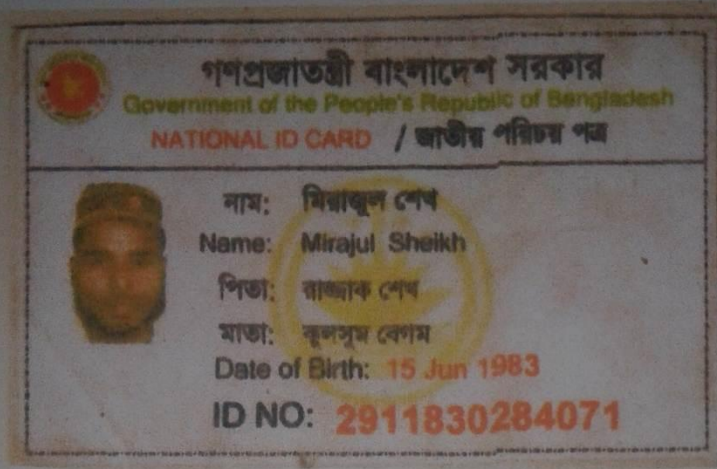 গণপ্রজাতন্ত্রী বাংলাদেশ সরকার
Government of the People's Republic of Bangladesh
NATIONAL ID CARD / জাতীয় পরিচয় পত্র
নাম: মিরাজুল শেখ
Name: Mirajul Sheikh
পিতা: রাজ্জাক শেখ
মাতা: কুলসুম বেগম
Date of Birth: 15 Jun 1983
ID NO: 2911830284071